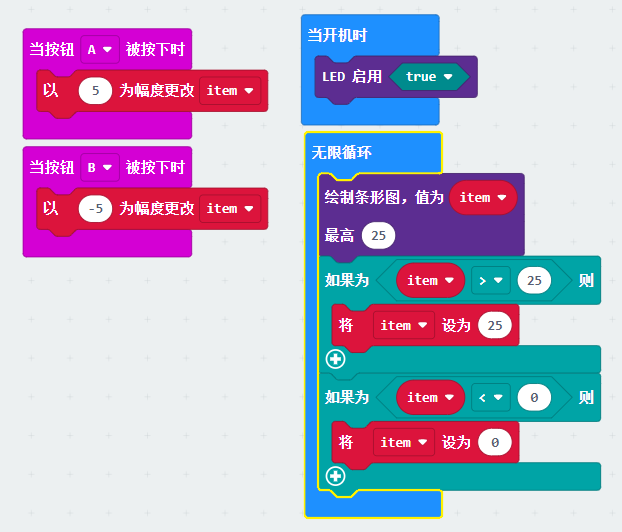 当按钮 A 被按下时
以 5 为幅度更改 item
当按钮 B 被按下时
以 -5 为幅度更改 item
当开机时
LED 启用 true
无限循环
绘制条形图，值为 item
最高 25
如果为 item > 25 则
将 item 设为 25
如果为 item < 0 则
将 item 设为 0